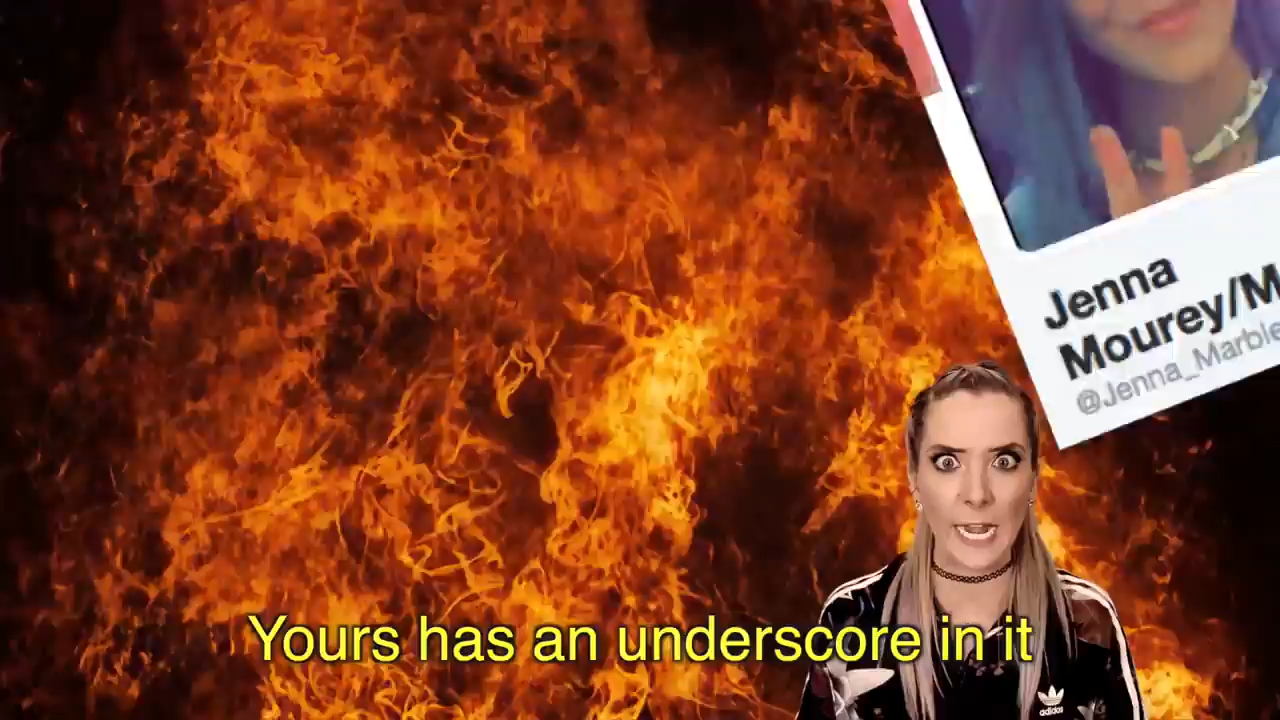 Jenna
Mourey/M
@Jenna_Marble
Yours has an underscore in it
adidas